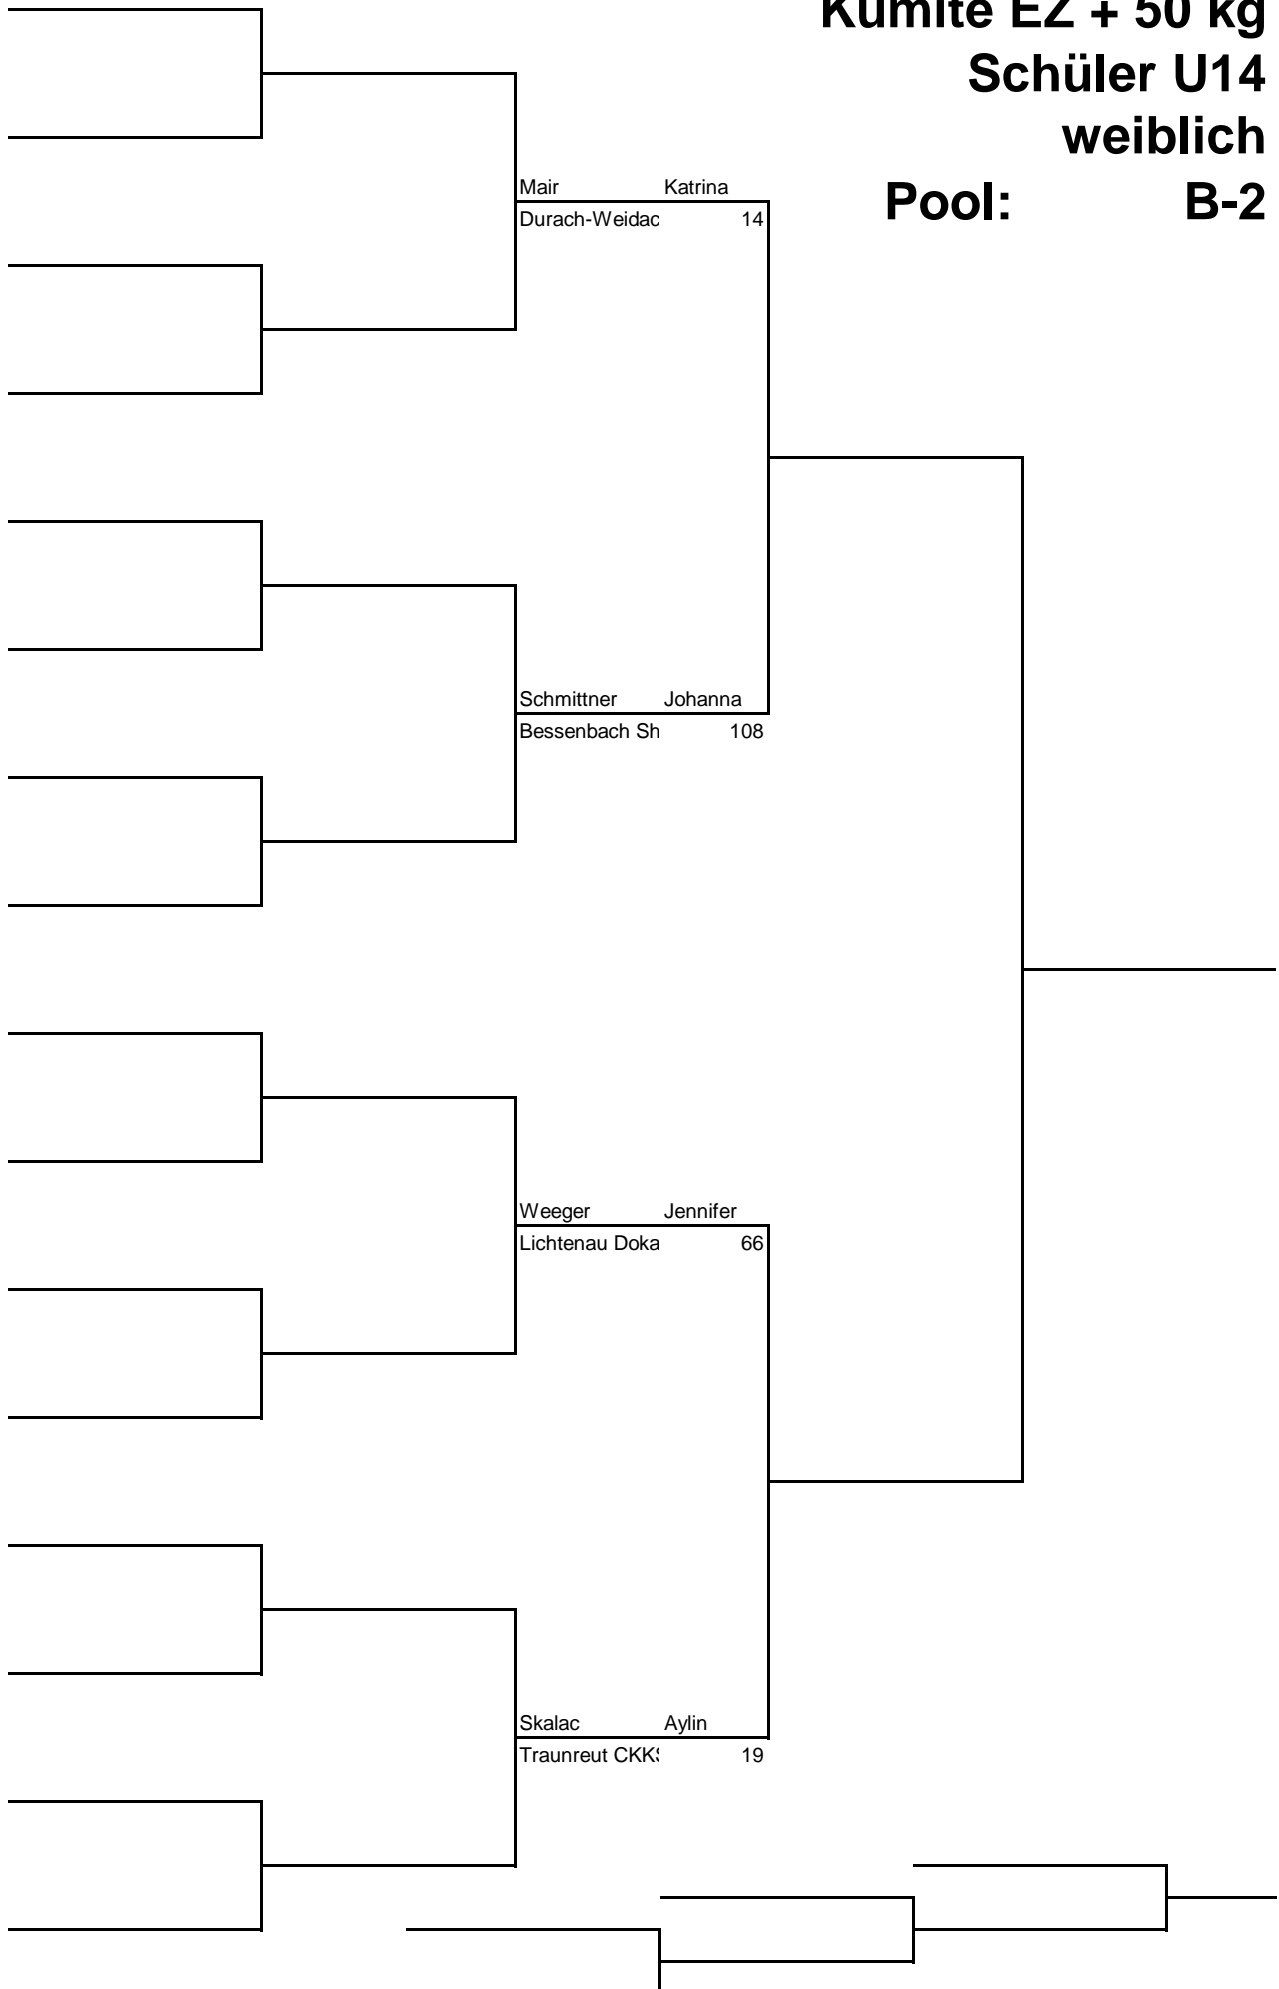 Kumite EZ + 50 kg
Schüler U14
weiblich
Pool: B-2
Mair Katrina
Durach-Weidac 14
Schmittner Johanna
Bessenbach Sh 108
Weeger Jennifer
Lichtenau Doka 66
Skalac Aylin
Traunreut CKKS 19